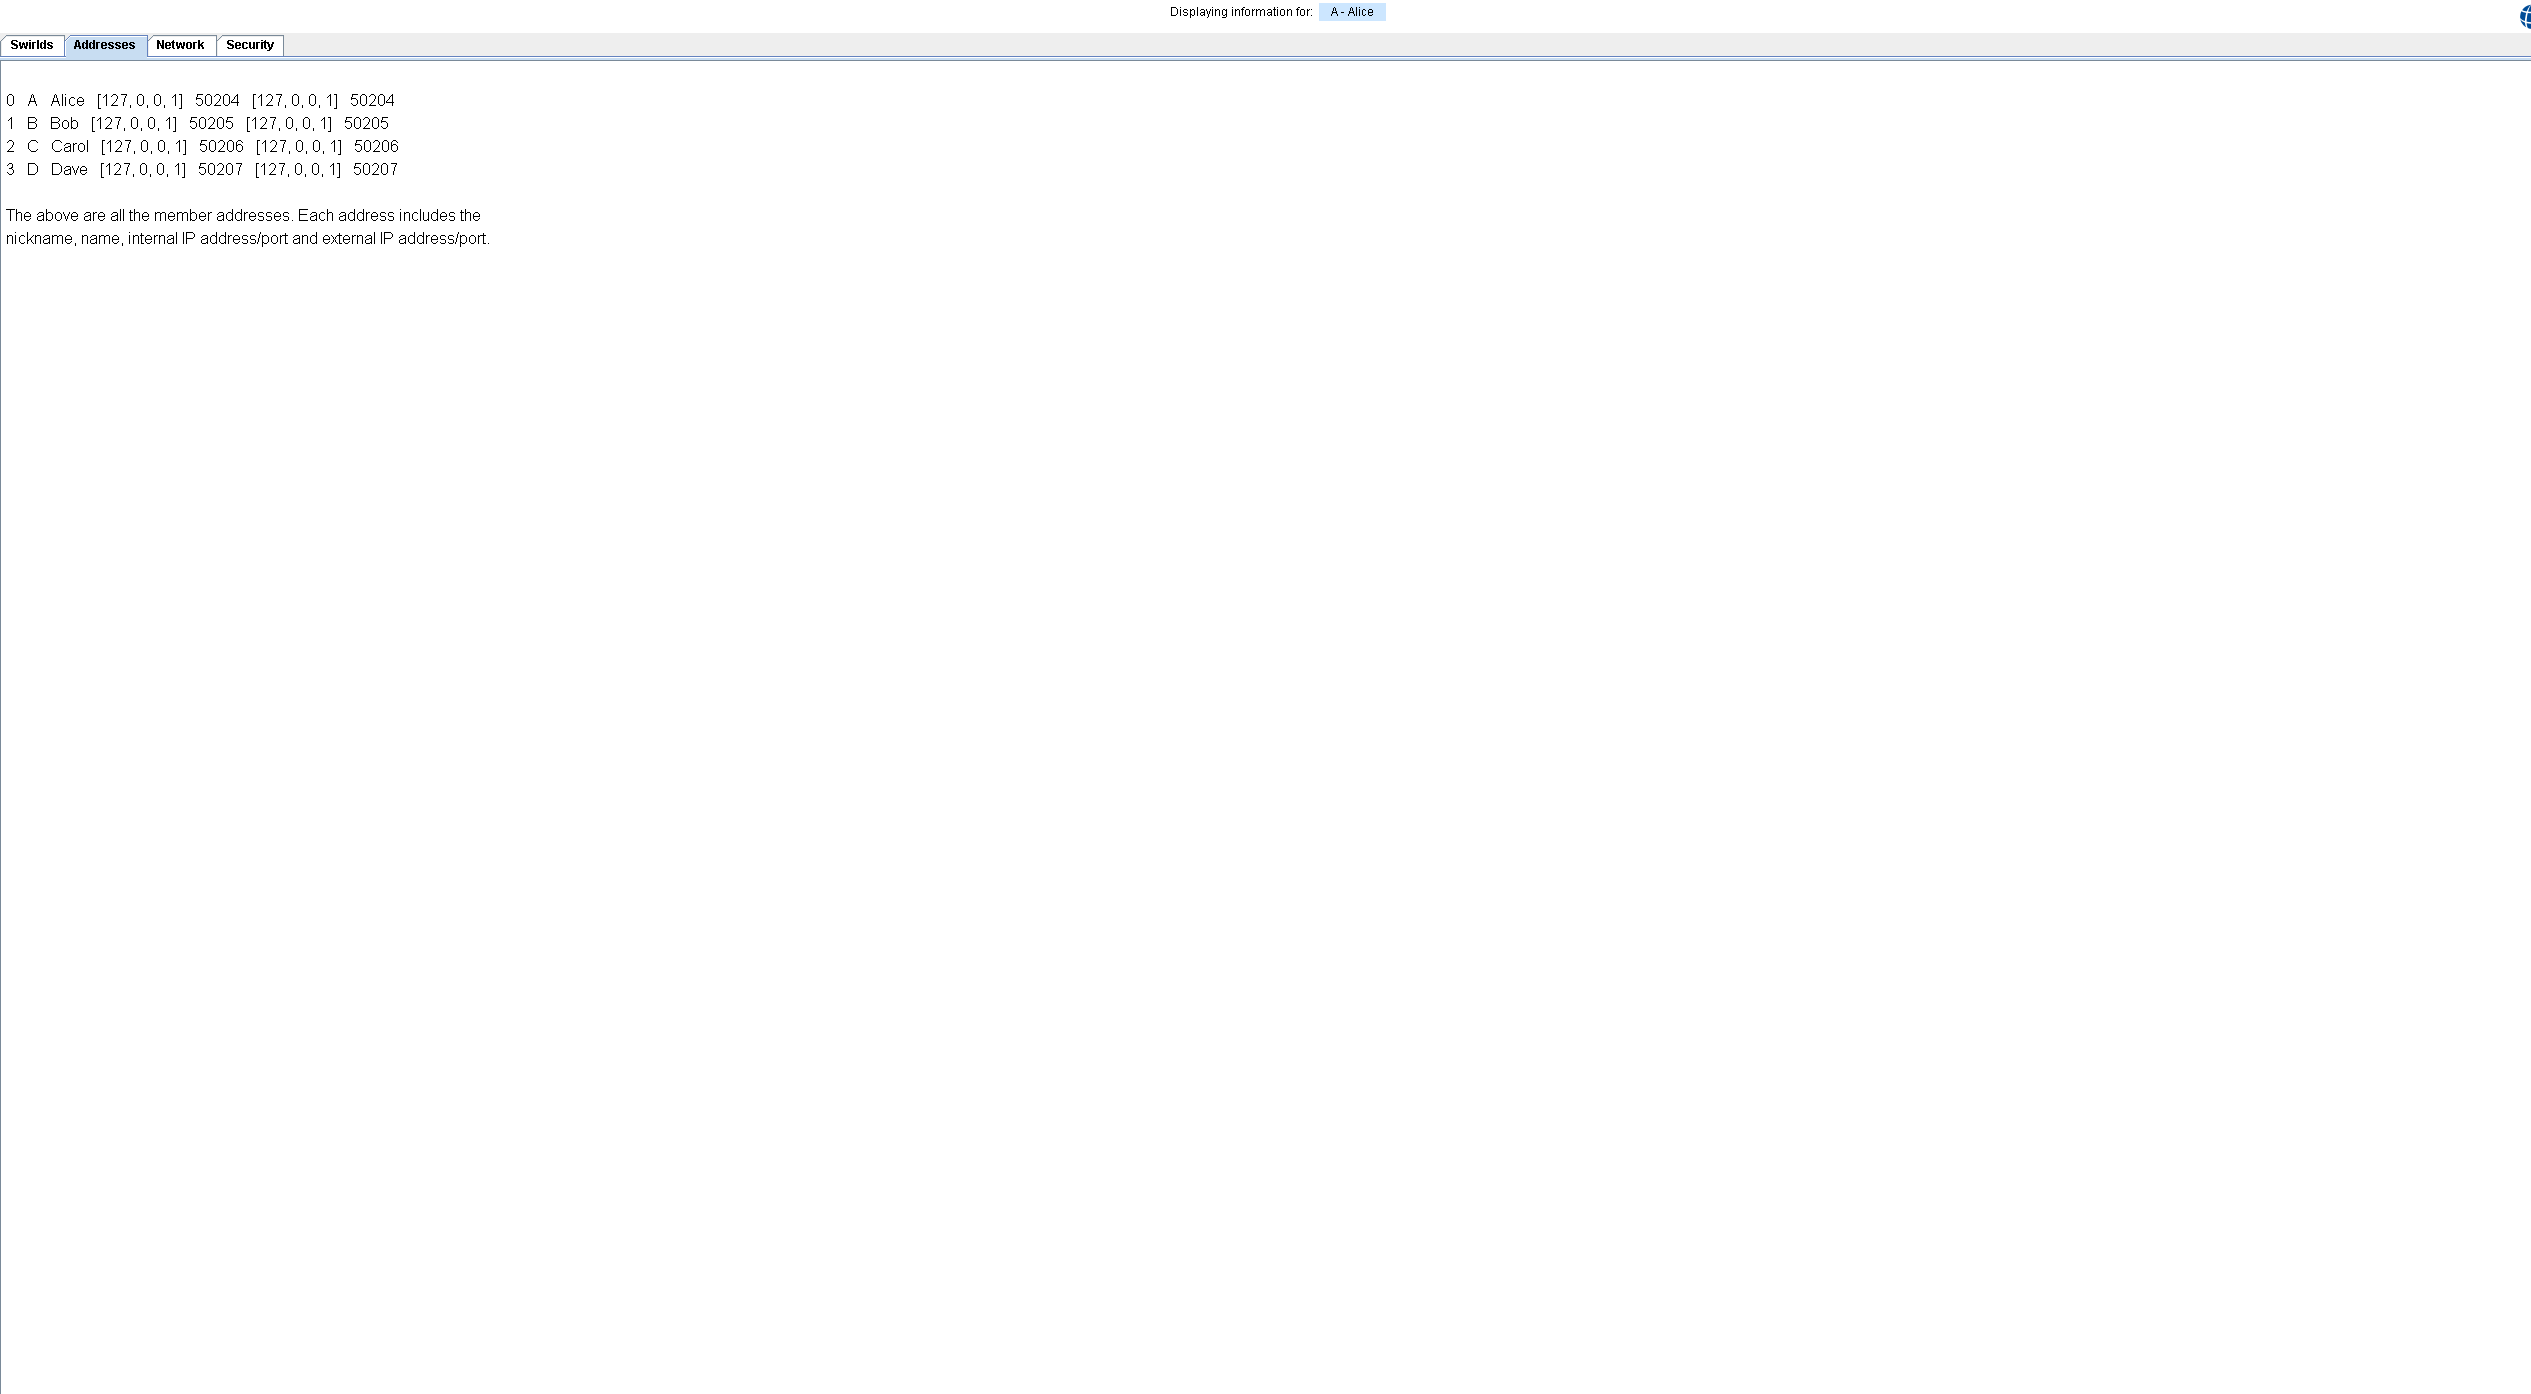 Displaying information for: A - Alice
Swirlds Addresses Network Security
0 A Alice [127, 0, 0, 1] 50204 [127, 0, 0, 1] 50204
1 B Bob [127, 0, 0, 1] 50205 [127, 0, 0, 1] 50205
2 C Carol [127, 0, 0, 1] 50206 [127, 0, 0, 1] 50206
3 D Dave [127, 0, 0, 1] 50207 [127, 0, 0, 1] 50207
The above are all the member addresses. Each address includes the
nickname, name, internal IP address/port and external IP address/port.